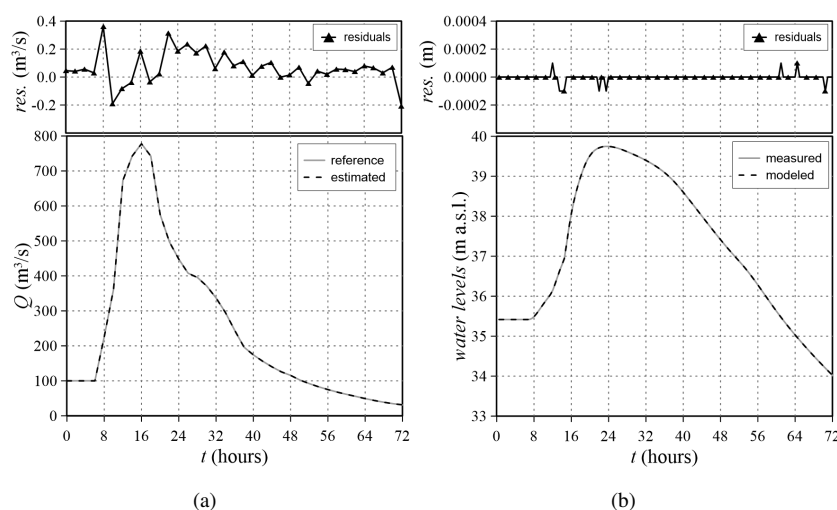 0.4
0.2
0.0
-0.2
res. (m³/s)
residuals
800
700
600
500
400
300
200
100
0
Q (m³/s)
reference
estimated
0 8 16 24 32 40 48 56 64 72
t (hours)
(a)
0.0004
0.0002
0.0000
-0.0002
res. (m)
residuals
40
39
38
37
36
35
34
33
water levels (m a.s.l.)
measured
modeled
0 8 16 24 32 40 48 56 64 72
t (hours)
(b)